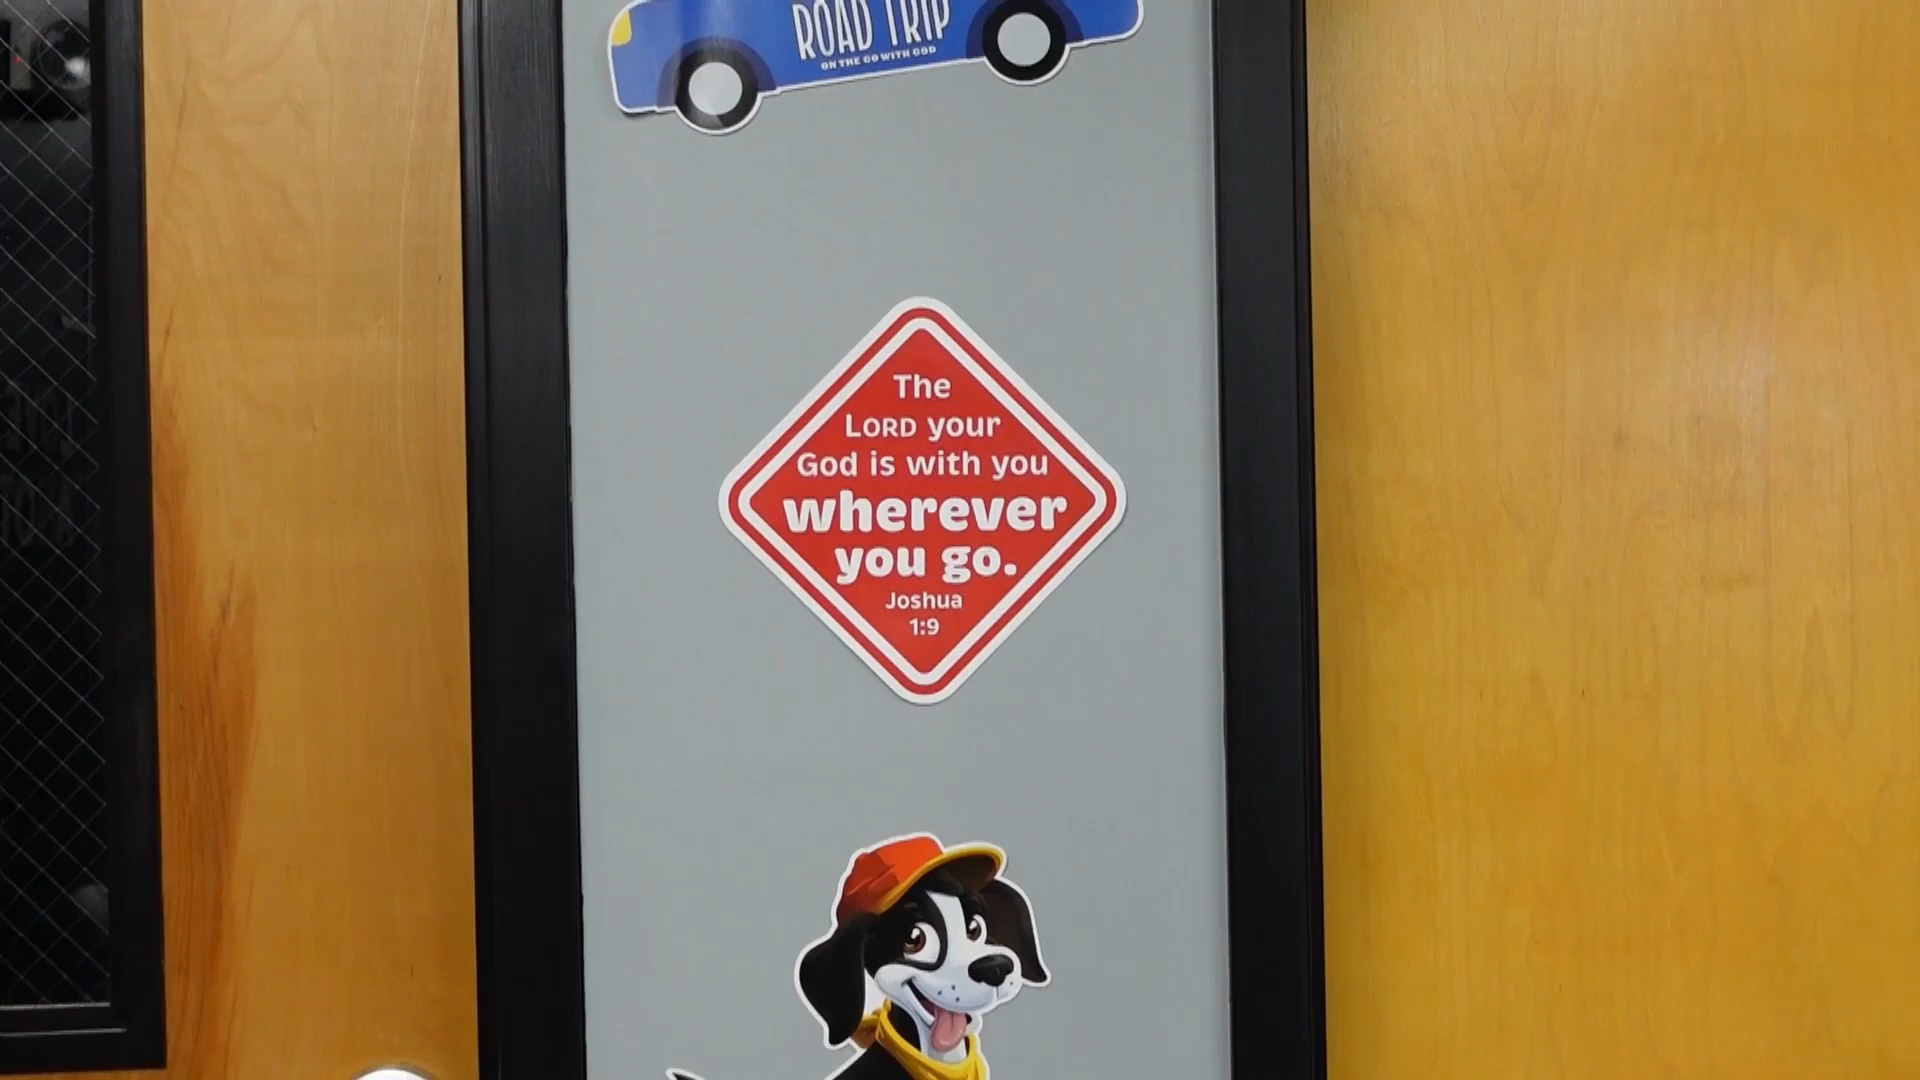 ROAD TRIP
ON THE GO WITH GOD
The
LORD your
God is with you
wherever
you go.
Joshua
1:9